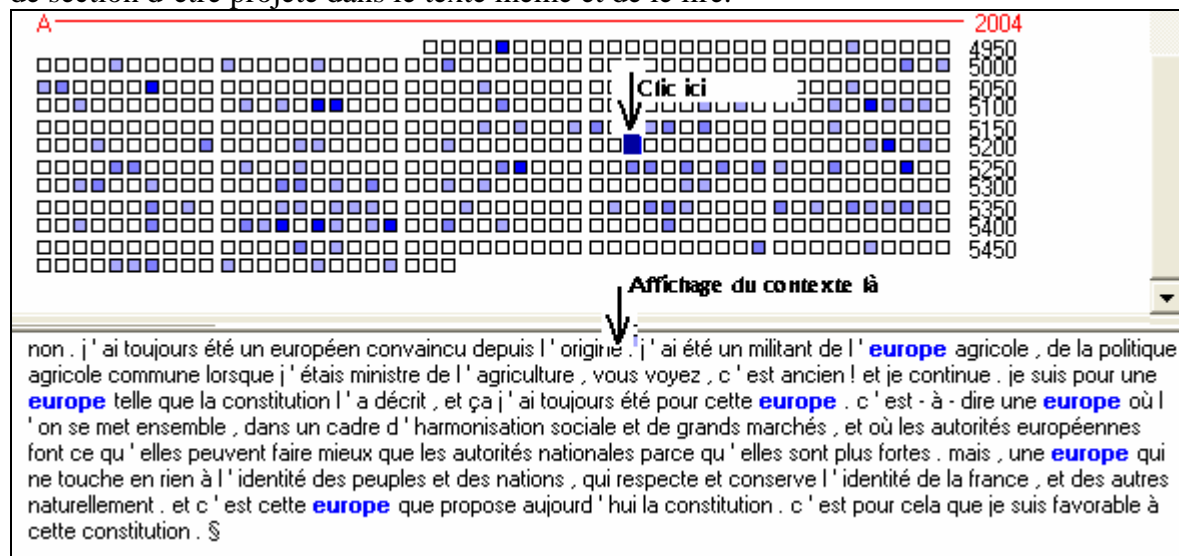 de section d'être projeté dans le texte même et de le lire.
A 2004
4950
5000
Clic ici
5050
5100
5150
5200
5250
5300
5350
5400
5450
Affichage du contexte là
non . j ' ai toujours été un européen convaincu depuis l ' origine . j ' ai été un militant de l ' europe agricole , de la politique
agricole commune lorsque j ' étais ministre de l ' agriculture , vous voyez , c ' est ancien ! et je continue . je suis pour une
europe telle que la constitution l ' a décrit , et ça j ' ai toujours été pour cette europe . c ' est - à - dire une europe où l
' on se met ensemble , dans un cadre d ' harmonisation sociale et de grands marchés , et où les autorités européennes
font ce qu ' elles peuvent faire mieux que les autorités nationales parce qu ' elles sont plus fortes . mais , une europe qui
ne touche en rien à l ' identité des peuples et des nations , qui respecte et conserve l ' identité de la france , et des autres
naturellement . et c ' est cette europe que propose aujourd ' hui la constitution . c ' est pour cela que je suis favorable à
cette constitution . §